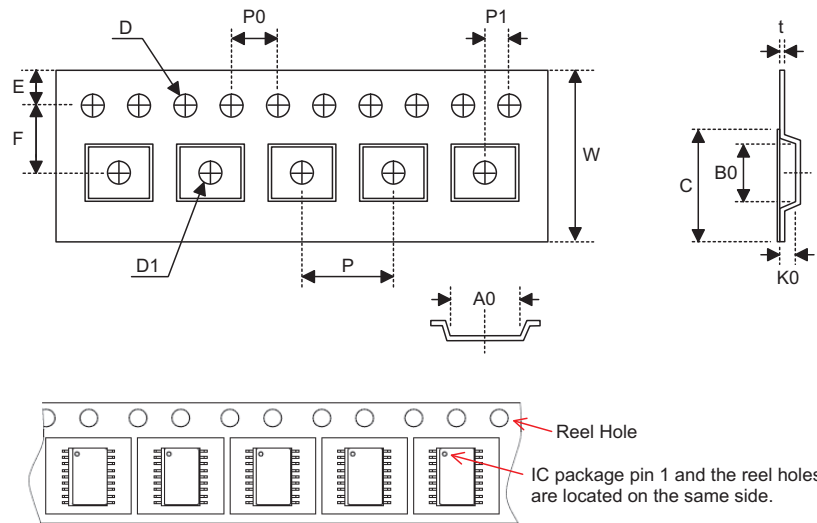 D
P0
P1
t
E
F
W
C
B0
D1
P
K0
A0
Reel Hole
IC package pin 1 and the reel holes
are located on the same side.